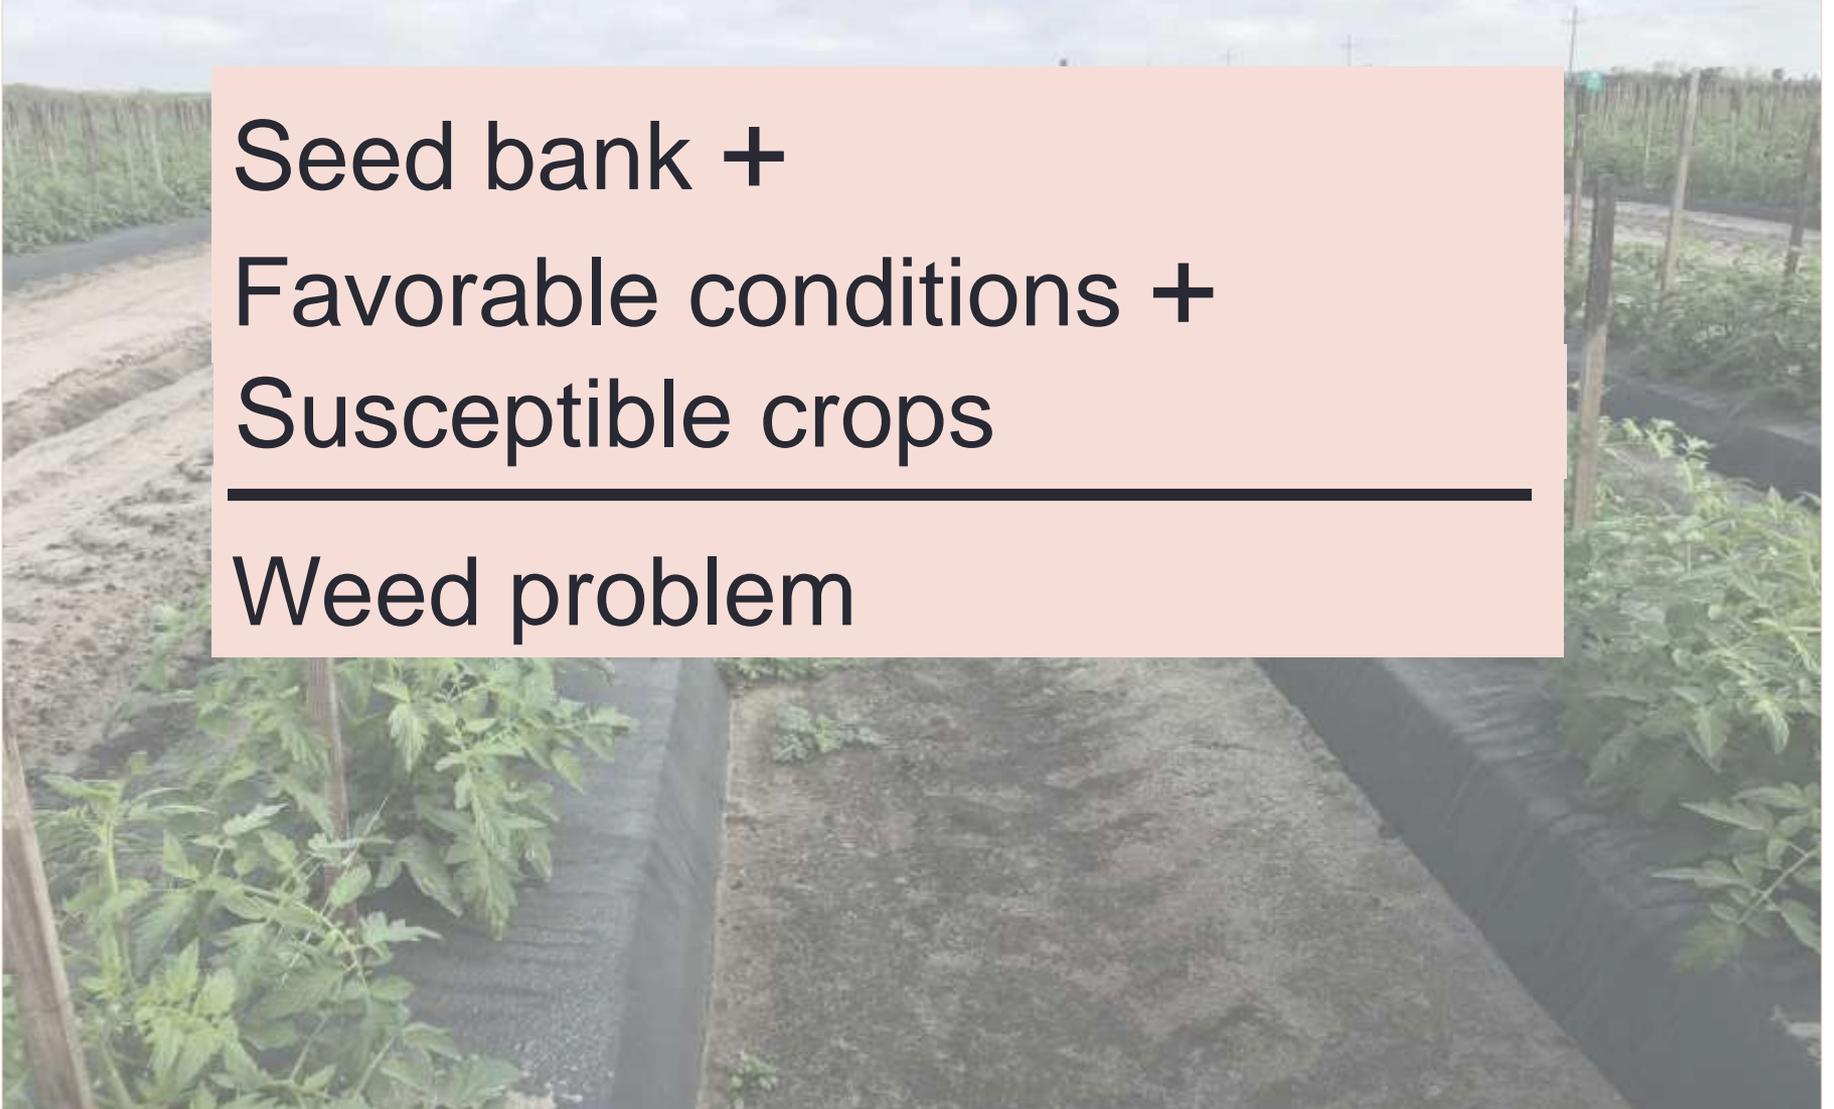 Seed bank +
Favorable conditions +
Susceptible crops
Weed problem